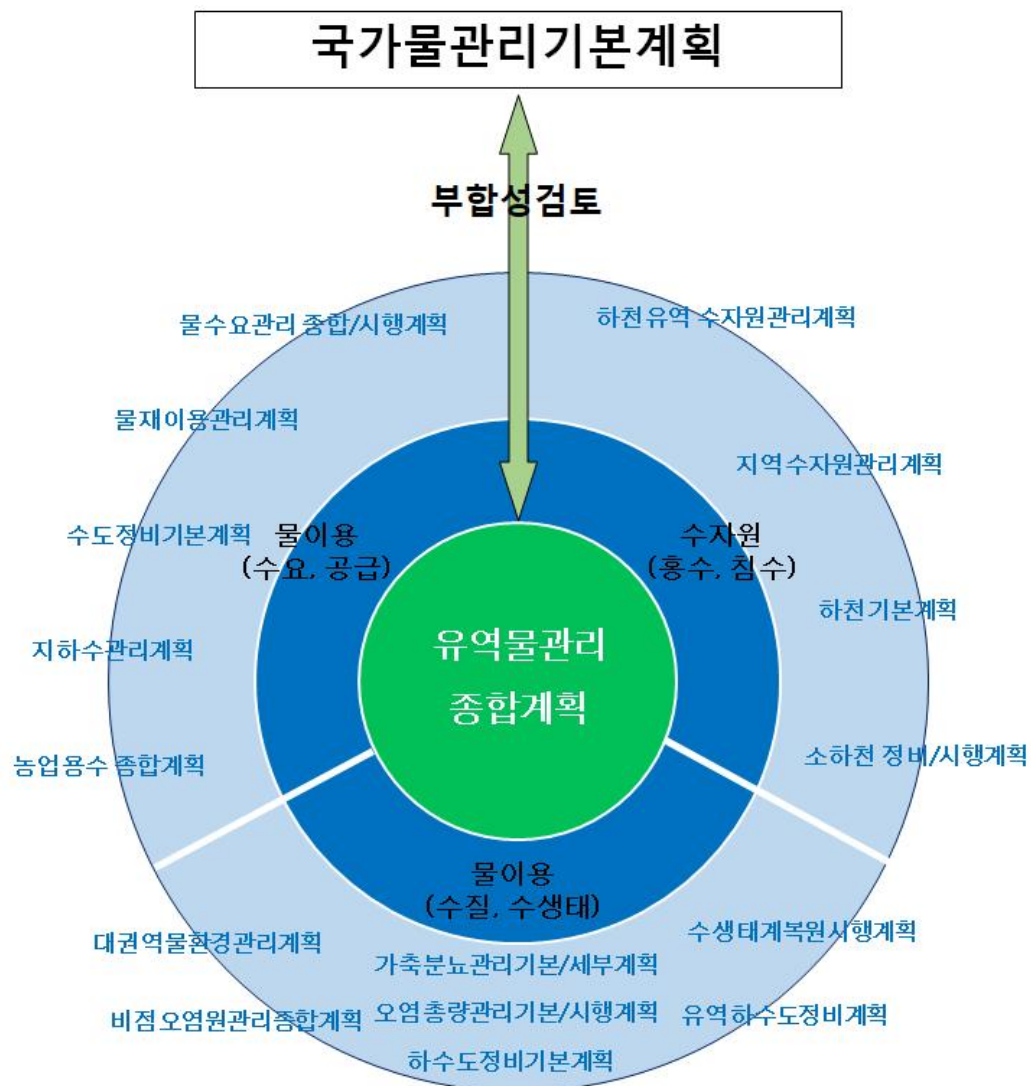 국가물관리기본계획
부합성검토
물수요관리 종합/시행계획
하천유역 수자원관리계획
물재이용관리계획
지역수자원관리계획
수도정비기본계획
물이용
(수요, 공급)
수자원
(홍수, 침수)
하천기본계획
지하수관리계획
유역물관리
종합계획
농업용수 종합계획
소하천 정비/시행계획
물이용
(수질, 수생태)
대권역물환경관리계획
수생태계복원시행계획
가축분뇨관리기본/세부계획
비점오염원관리종합계획
오염총량관리기본/시행계획
유역하수도정비계획
하수도정비기본계획